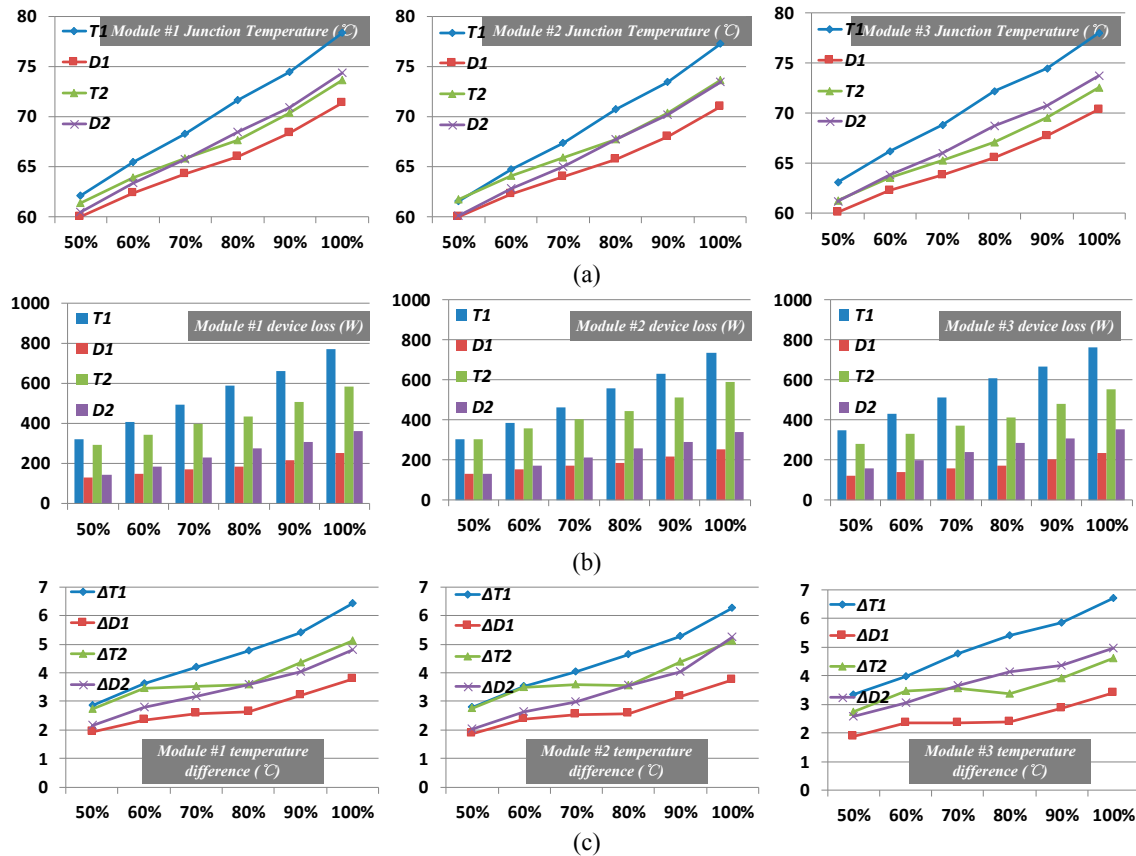 80
75
70
65
60
T1
D1
T2
D2
Module #1 Junction Temperature (℃)
50% 60% 70% 80% 90% 100%
80
75
70
65
60
T1
D1
T2
D2
Module #2 Junction Temperature (℃)
50% 60% 70% 80% 90% 100%
80
75
70
65
60
T1
D1
T2
D2
Module #3 Junction Temperature (℃)
50% 60% 70% 80% 90% 100%
(a)
1000
800
600
400
200
0
T1
D1
T2
D2
Module #1 device loss (W)
50% 60% 70% 80% 90% 100%
1000
800
600
400
200
0
T1
D1
T2
D2
Module #2 device loss (W)
50% 60% 70% 80% 90% 100%
1000
800
600
400
200
0
T1
D1
T2
D2
Module #3 device loss (W)
50% 60% 70% 80% 90% 100%
(b)
7
6
5
4
3
2
1
0
ΔT1
ΔD1
ΔT2
ΔD2
Module #1 temperature
difference (℃)
50% 60% 70% 80% 90% 100%
7
6
5
4
3
2
1
0
ΔT1
ΔD1
ΔT2
ΔD2
Module #2 temperature
difference (℃)
50% 60% 70% 80% 90% 100%
7
6
5
4
3
2
1
0
ΔT1
ΔD1
ΔT2
ΔD2
Module #3 temperature
difference (℃)
50% 60% 70% 80% 90% 100%
(c)